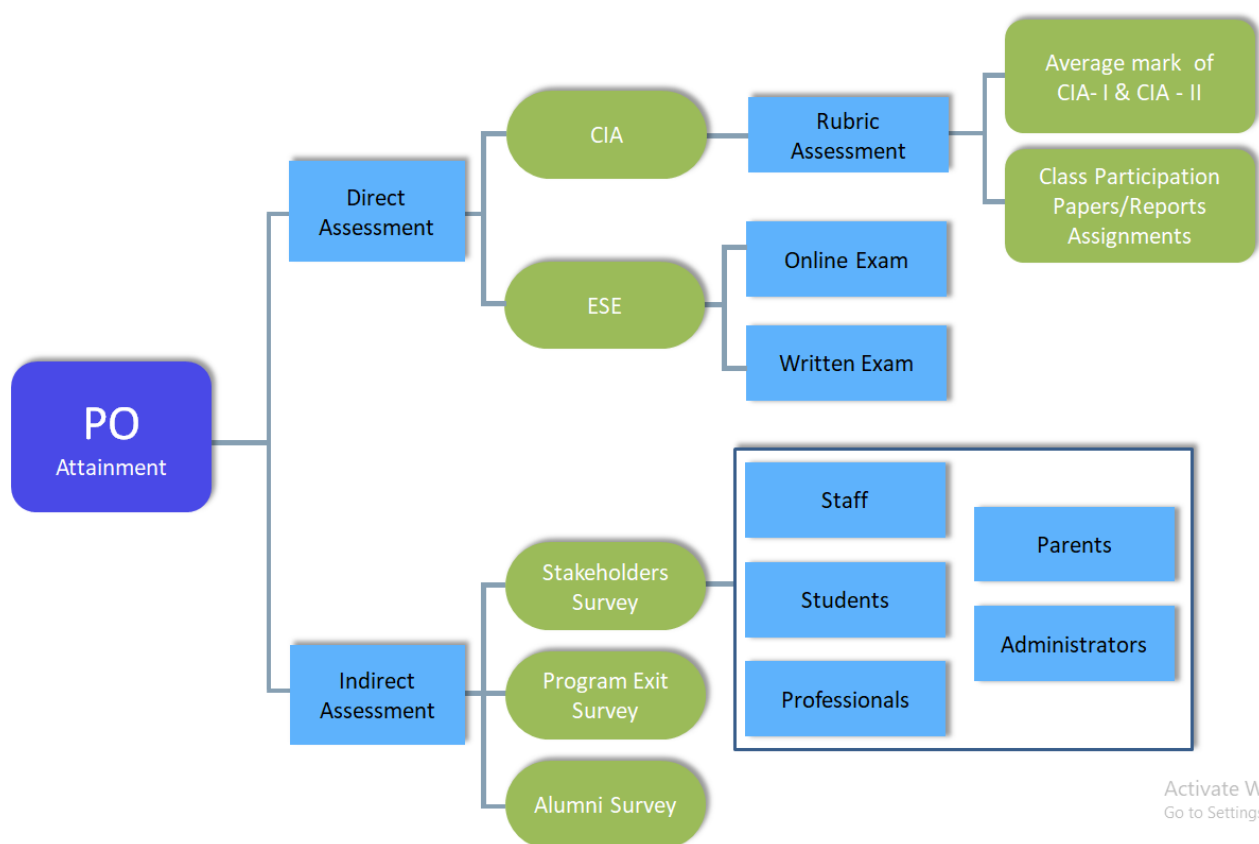 Average mark of
CIA- I & CIA - II
CIA
Rubric
Assessment
Direct
Assessment
Class Participation
Papers/Reports
Assignments
Online Exam
ESE
Written Exam
PO
Attainment
Staff
Parents
Stakeholders
Survey
Students
Administrators
Indirect
Assessment
Program Exit
Survey
Professionals
Alumni Survey
Activate W
Go to Settings